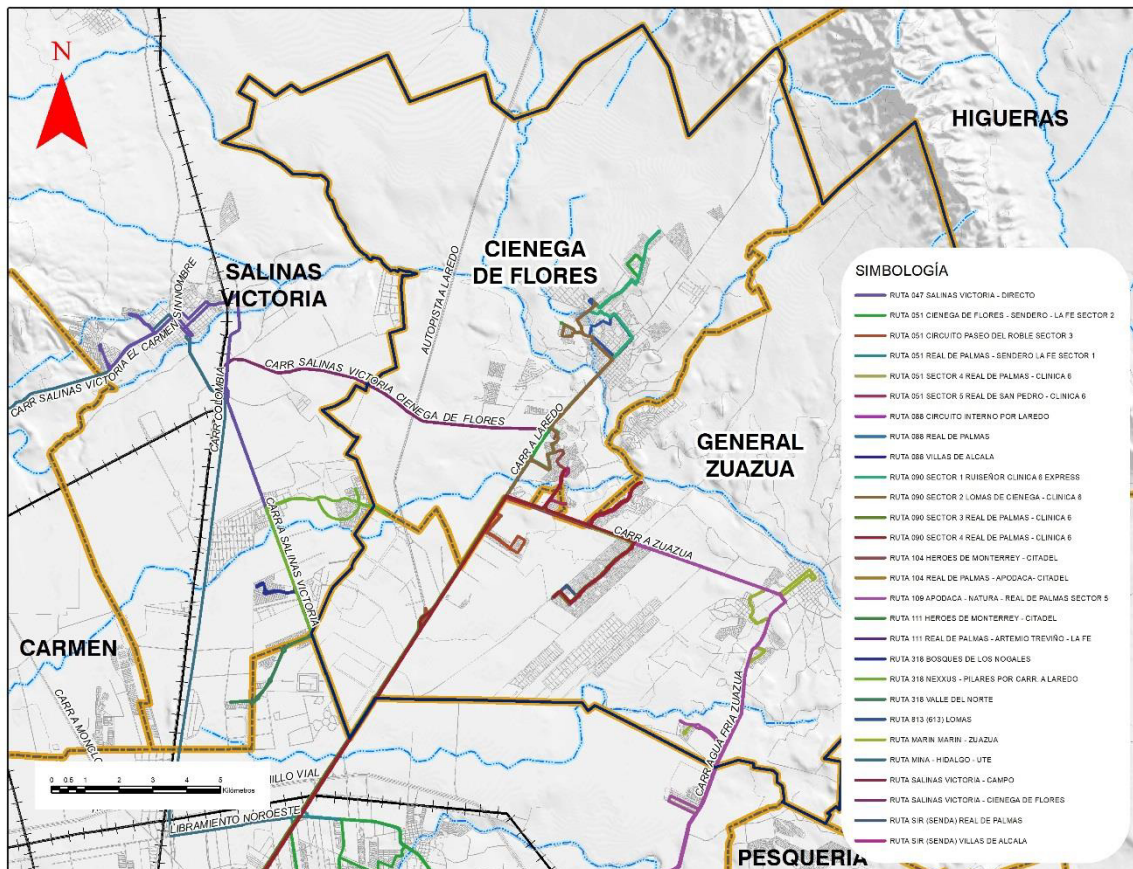 N
HIGUERAS
CIENEGA
DE FLORES
SALINAS
VICTORIA
AUTOPISTA A LAREDO
CARR SALINAS VICTORIA EL CARMEN SIN NOMBRE
CARR COLOMBIA
CARR SALINAS VICTORIA CIENEGA DE FLORES
CARR A LAREDO
GENERAL
ZUAZUA
CARR A ZUAZUA
CARR A SALINAS VICTORIA
CARMEN
CARR A MONCLO
CARR AGUA FRIA ZUAZUA
0 0.5 1 2 3 4 5
Kilómetros
LLO VIAL
LIBRAMIENTO NOROESTE
PESQUERIA
SIMBOLOGÍA
RUTA 047 SALINAS VICTORIA - DIRECTO
RUTA 051 CIENEGA DE FLORES - SENDERO - LA FE SECTOR 2
RUTA 051 CIRCUITO PASEO DEL ROBLE SECTOR 3
RUTA 051 REAL DE PALMAS - SENDERO LA FE SECTOR 1
RUTA 051 SECTOR 4 REAL DE PALMAS - CLINICA 6
RUTA 051 SECTOR 5 REAL DE SAN PEDRO - CLINICA 6
RUTA 088 CIRCUITO INTERNO POR LAREDO
RUTA 088 REAL DE PALMAS
RUTA 088 VILLAS DE ALCALA
RUTA 090 SECTOR 1 RUISEÑOR CLINICA 6 EXPRESS
RUTA 090 SECTOR 2 LOMAS DE CIENEGA - CLINICA 8
RUTA 090 SECTOR 3 REAL DE PALMAS - CLINICA 6
RUTA 090 SECTOR 4 REAL DE PALMAS - CLINICA 6
RUTA 104 HEROES DE MONTERREY - CITADEL
RUTA 104 REAL DE PALMAS - APODACA - CITADEL
RUTA 109 APODACA - NATURA - REAL DE PALMAS SECTOR 5
RUTA 111 HEROES DE MONTERREY - CITADEL
RUTA 111 REAL DE PALMAS - ARTEMIO TREVIÑO - LA FE
RUTA 318 BOSQUES DE LOS NOGALES
RUTA 318 NEXXUS - PILARES POR CARR. A LAREDO
RUTA 318 VALLE DEL NORTE
RUTA 813 (613) LOMAS
RUTA MARIN MARIN - ZUAZUA
RUTA MINA - HIDALGO - UTE
RUTA SALINAS VICTORIA - CAMPO
RUTA SALINAS VICTORIA - CIENEGA DE FLORES
RUTA SIR (SENDA) REAL DE PALMAS
RUTA SIR (SENDA) VILLAS DE ALCALA